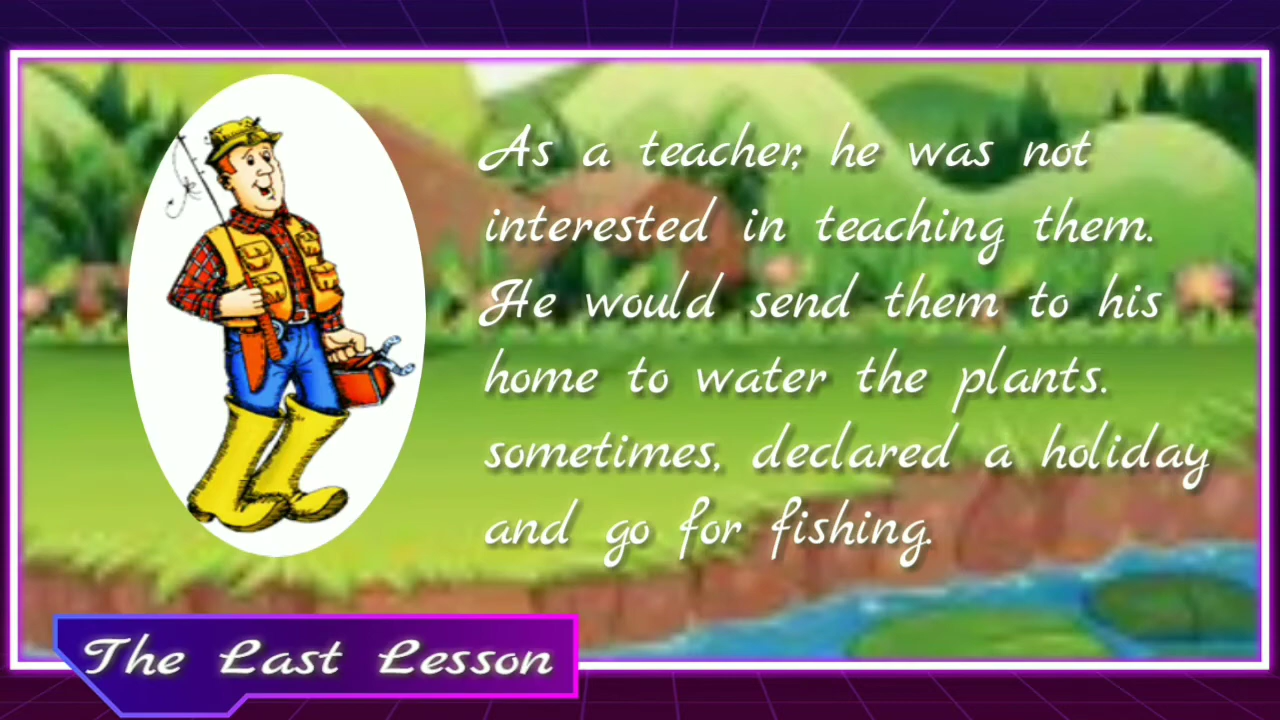 As a teacher, he was not
interested in teaching them.
He would send them to his
home to water the plants.
sometimes, declared a holiday
and go for fishing.
The Last Lesson